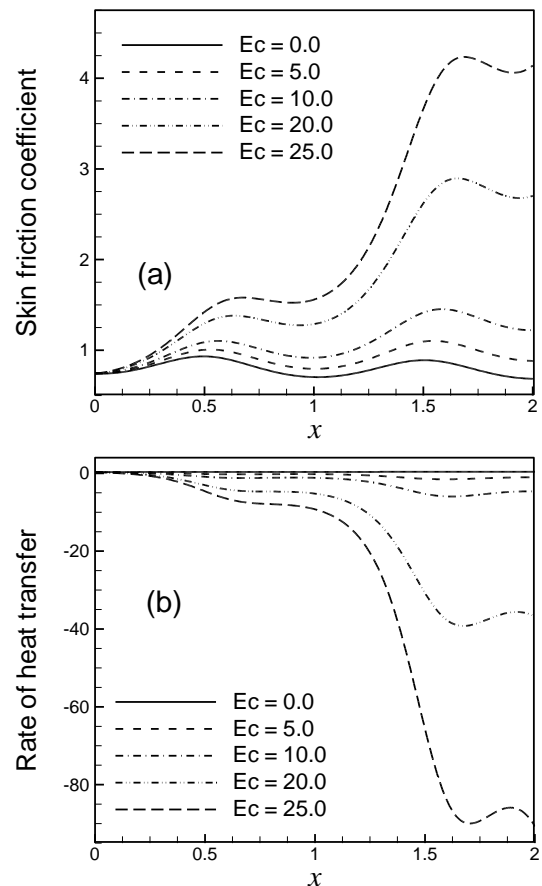 Skin friction coefficient
4
3
2
1
Ec = 0.0
Ec = 5.0
Ec = 10.0
Ec = 20.0
Ec = 25.0
(a)
0 0.5 1 1.5 2
x
Rate of heat transfer
0
-20
-40
-60
-80
(b)
Ec = 0.0
Ec = 5.0
Ec = 10.0
Ec = 20.0
Ec = 25.0
0 0.5 1 1.5 2
x